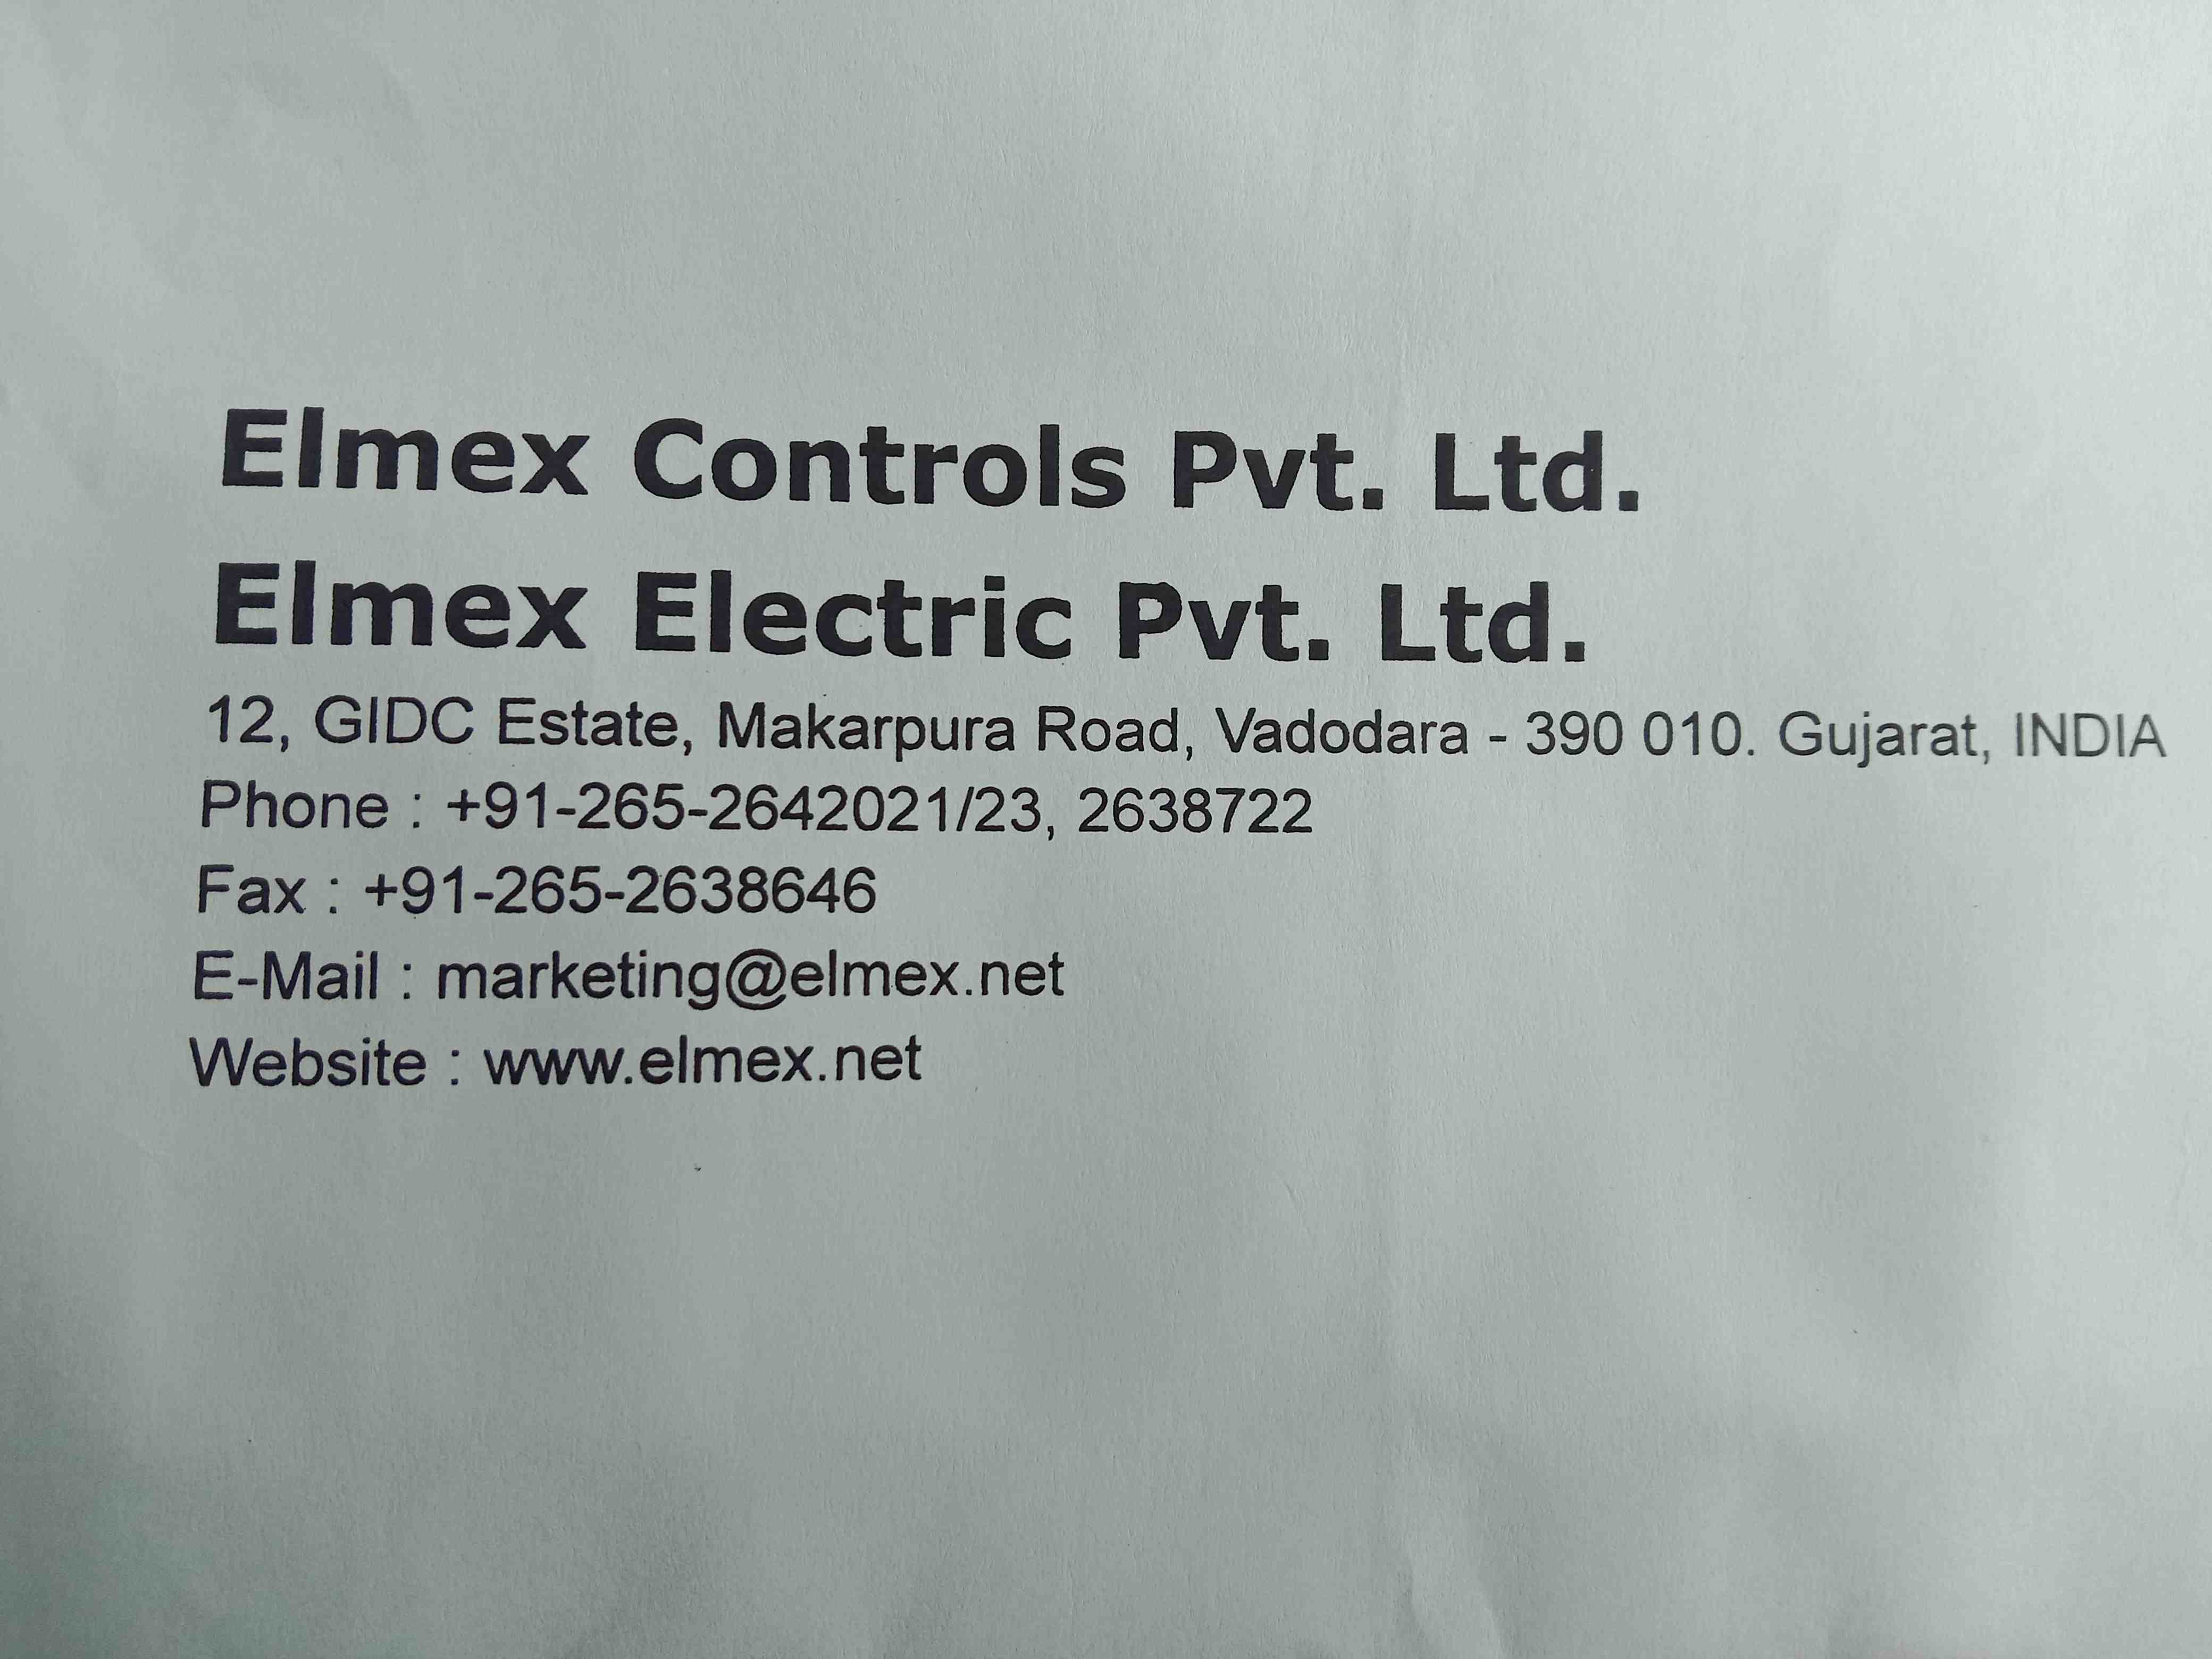 Elmex Controls Pvt. Ltd.
Elmex Electric Pvt. Ltd.
12, GIDC Estate, Makarpura Road, Vadodara - 390 010. Gujarat, INDIA
Phone : +91-265-2642021/23, 2638722
Fax : +91-265-2638646
E-Mail : marketing@elmex.net
Website : www.elmex.net